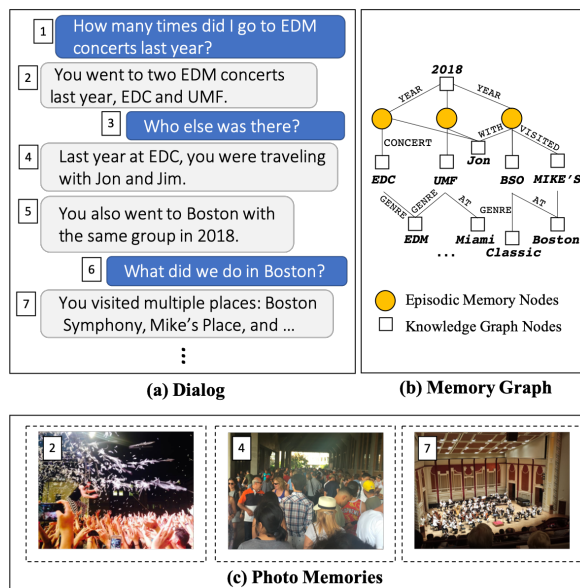 1
How many times did I go to EDM
concerts last year?
2
You went to two EDM concerts
last year, EDC and UMF.
3
Who else was there?
4
Last year at EDC, you were traveling
with Jon and Jim.
5
You also went to Boston with
the same group in 2018.
6
What did we do in Boston?
7
You visited multiple places: Boston
Symphony, Mike's Place, and ...
(a) Dialog
2018
YEAR
YEAR
CONCERT
WITH
VISITED
Jon
EDC
UMF
BSO
MIKE'S
GENRE
GENRE
AT
GENRE
AT
EDM
Miami
Classic
Boston
...
Episodic Memory Nodes
Knowledge Graph Nodes
(b) Memory Graph
2
4
7
(c) Photo Memories